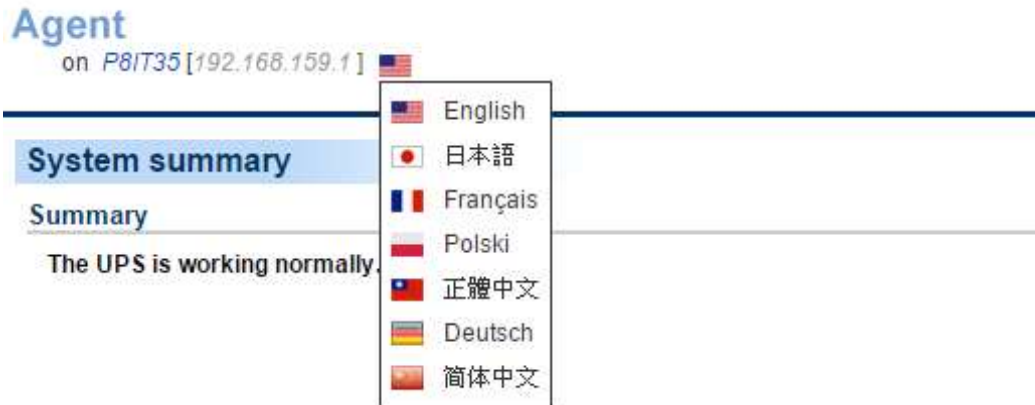 Agent
on P8IT35 [192.168.159.1]
English
日本語
Français
Polski
正體中文
Deutsch
简体中文
System summary
Summary
The UPS is working normally.